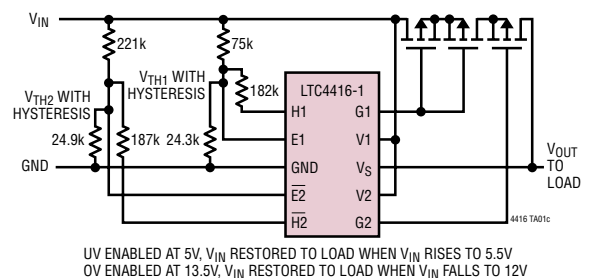 VIN
221k
75k
VTH1 WITH
HYSTERESIS
182k
LTC4416-1
VTH2 WITH
HYSTERESIS
H1
G1
24.9k
187k
24.3k
E1
V1
VOUT
TO
LOAD
GND
GND
VS
E2
V2
H2
G2
4416 TA01c
UV ENABLED AT 5V, VIN RESTORED TO LOAD WHEN VIN RISES TO 5.5V
OV ENABLED AT 13.5V, VIN RESTORED TO LOAD WHEN VIN FALLS TO 12V